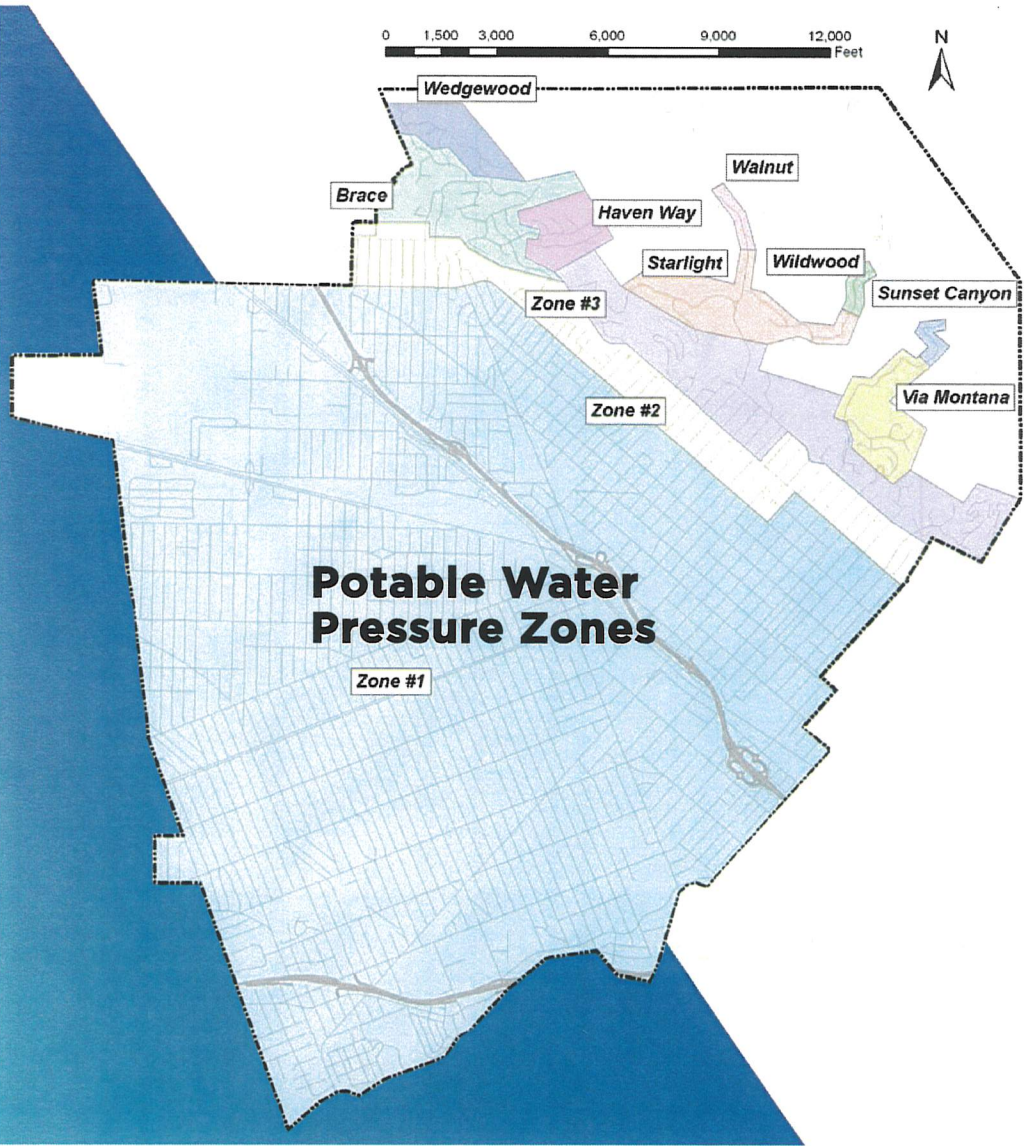 0 1,500 3,000 6,000 9,000 12,000
Feet
N
Wedgewood
Walnut
Brace
Haven Way
Starlight
Wildwood
Sunset Canyon
Zone #3
Via Montana
Zone #2
Potable Water
Pressure Zones
Zone #1